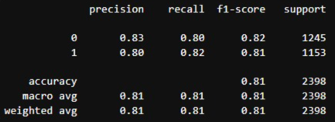 precision recall f1-score support
0 0.83 0.80 0.82 1245
1 0.80 0.82 0.81 1153
accuracy 0.81 2398
macro avg 0.81 0.81 0.81 2398
weighted avg 0.81 0.81 0.81 2398